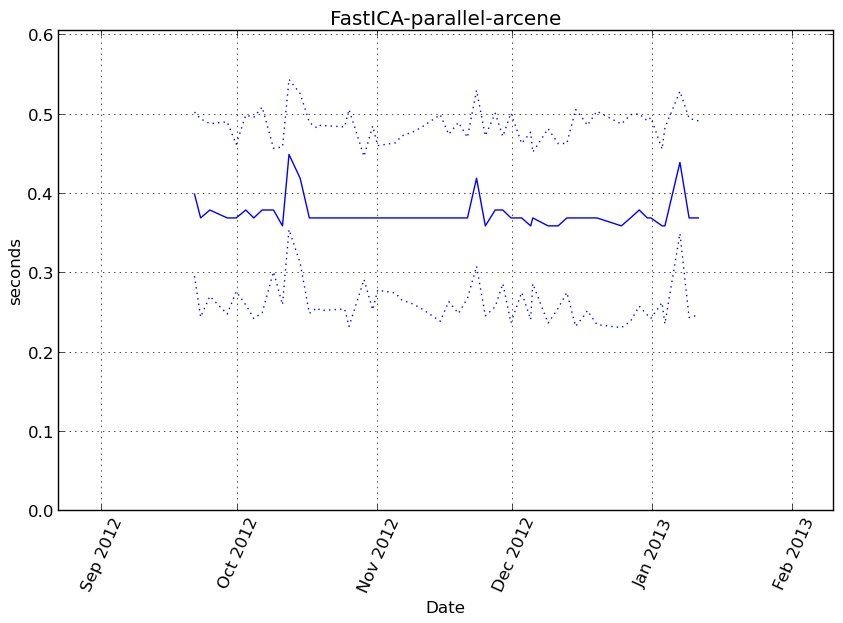 FastICA-parallel-arcene
0.6
0.5
0.4
0.3
0.2
0.1
0.0
seconds
Sep 2012
Oct 2012
Nov 2012
Dec 2012
Jan 2013
Feb 2013
Date